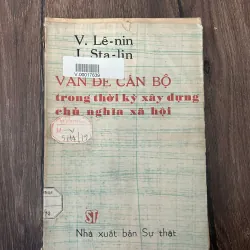 V. Lê-nin
J. Sta-lin
V.08017639
VẤN ĐỀ CÁN BỘ
trong thời kỳ xây dựng
chủ nghĩa xã hội
ST
Nhà xuất bản Sự thật